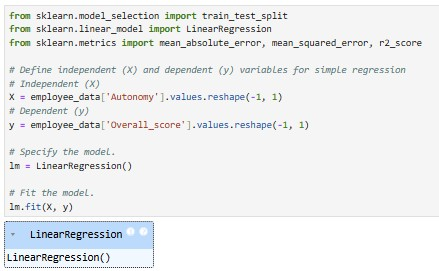 from sklearn.model_selection import train_test_split
from sklearn.linear_model import LinearRegression
from sklearn.metrics import mean_absolute_error, mean_squared_error, r2_score
# Define independent (X) and dependent (y) variables for simple regression
# Independent (X)
X = employee_data['Autonomy'].values.reshape(-1, 1)
# Dependent (y)
y = employee_data['Overall_score'].values.reshape(-1, 1)
# Specify the model.
lm = LinearRegression()
# Fit the model.
lm.fit(X, y)
LinearRegression
LinearRegression()